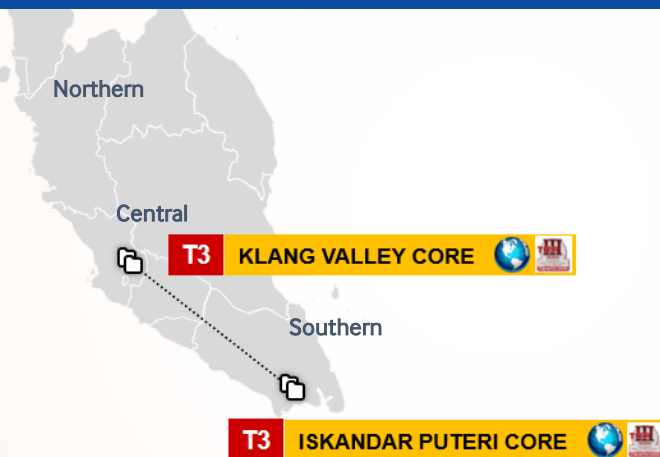 Northern
Central
T3 KLANG VALLEY CORE
Southern
T3 ISKANDAR PUTERI CORE